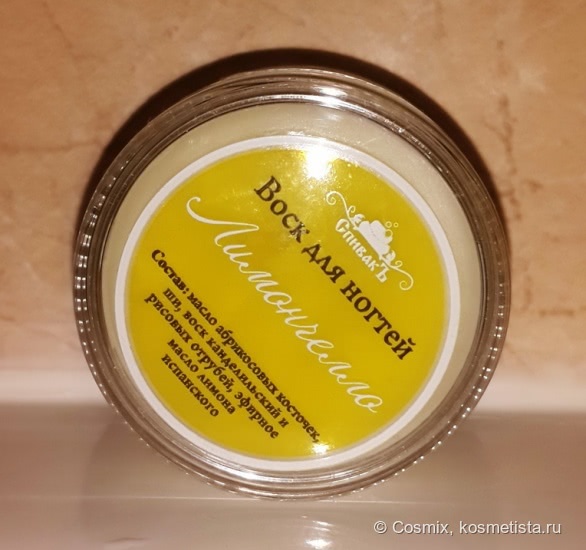 СпивакЪ
Воск для ногтей
Лимончелло
Состав: масло абрикосовых косточек,
ши, воск канделильский и
рисовых отрубей, эфирное
масло лимона
испанского
© Cosmix, kosmetista.ru